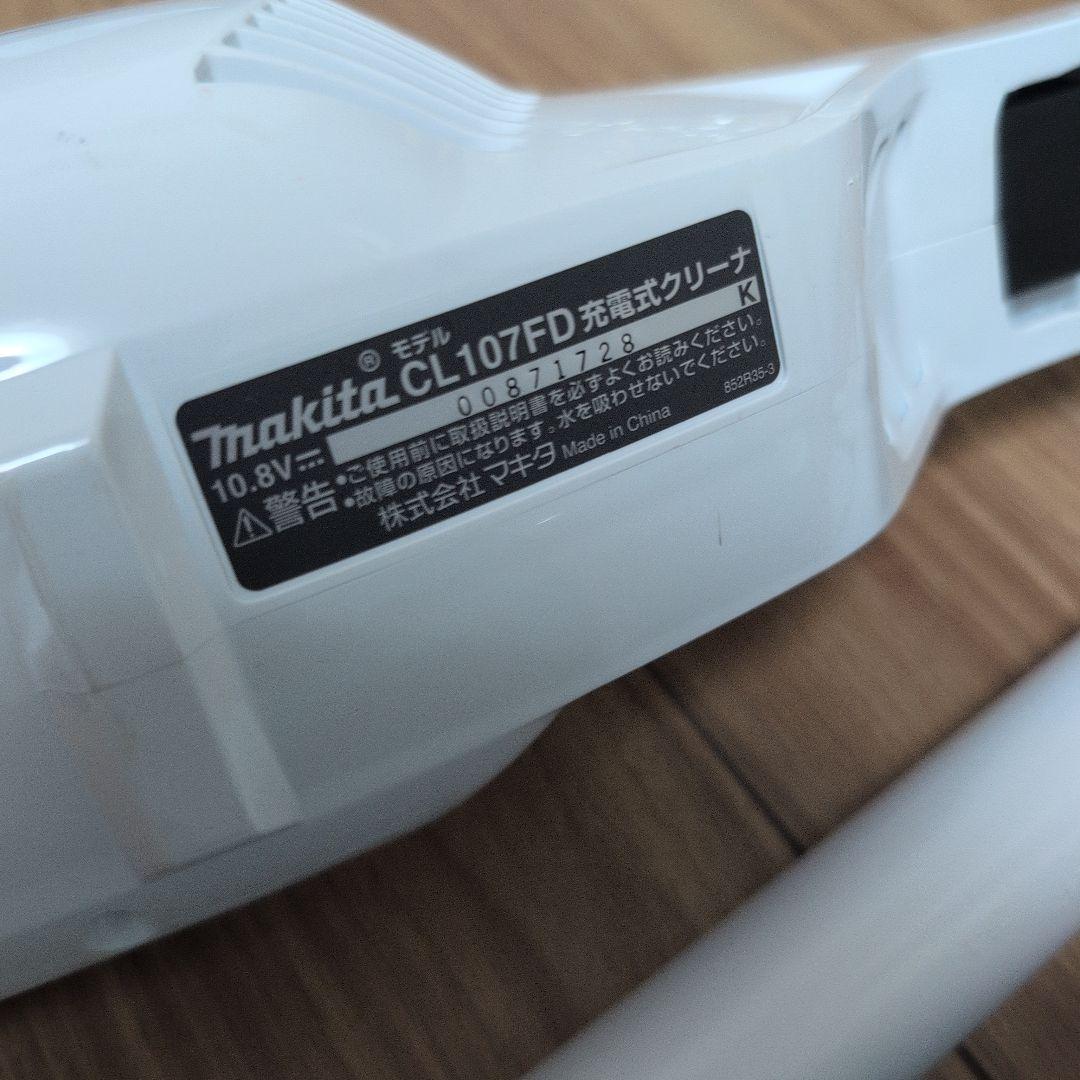 makita® モデル CL107FD 充電式クリーナ
10.8V 00871728 K
警告 •ご使用前に取扱説明書を必ずよくお読みください。
•故障の原因になります。水を吸わせないでください。
株式会社マキタ Made in China 852R35-3